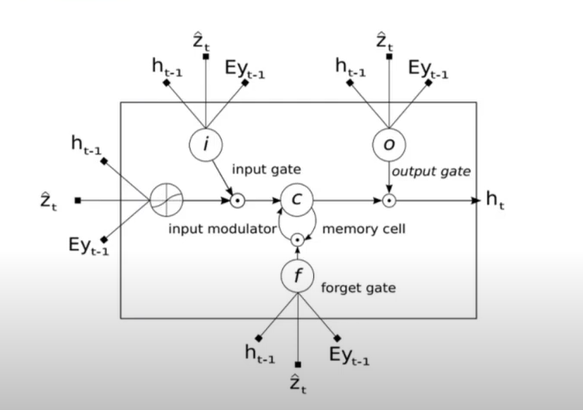 ẑt ẑt
ht-1 Eyt-1 ht-1 Eyt-1
i o
ht-1
input gate output gate
ẑt c ht
input modulator memory cell
Eyt-1
f
forget gate
ht-1 Eyt-1
ẑt